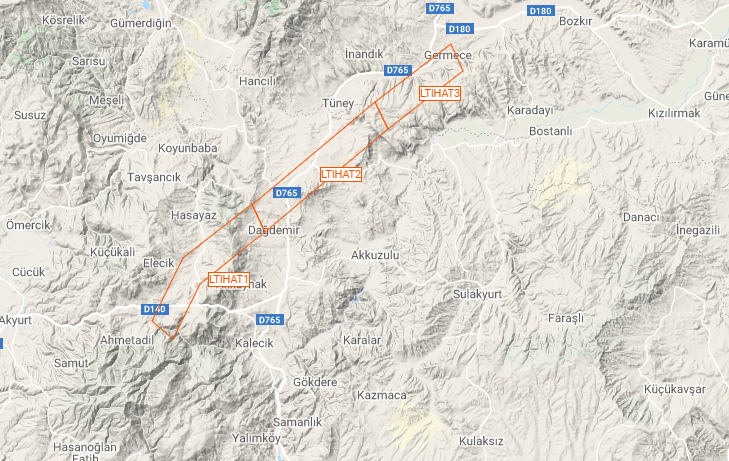 Kösrelik
Gümerdiğin
D765
D180
D180
Bozkır
Sarısu
İnandık
Germece
Karamü
Hancılı
D765
LTIHAT3
Meşeli
Tüney
Karadayı
Güne
Susuz
Kızılırmak
Oyumiğde
Koyunbaba
Bostanlı
Tavşancık
LTIHAT2
D765
Hasayaz
Danacı
Ömercik
Dağdemir
İnegazili
Küçükali
Elecik
Akkuzulu
Cücük
LTIHAT1
nak
Sulakyurt
D140
Akyurt
D765
Faraşlı
Ahmetadil
Kalecik
Karalar
Samut
Gökdere
Kazmaca
Küçükavşar
Samanlık
Hasanoğlan
Fatih
Yalımköy
Kulaksız